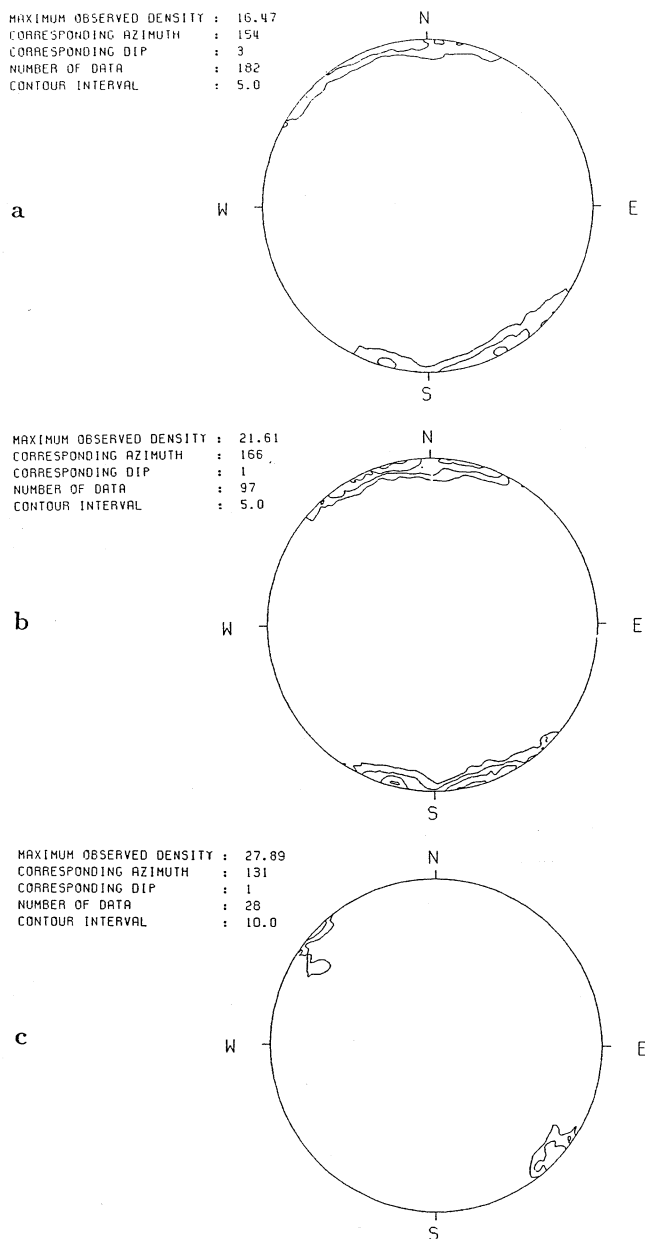 MAXIMUM OBSERVED DENSITY : 16.47
CORRESPONDING AZIMUTH : 154
CORRESPONDING DIP : 3
NUMBER OF DATA : 182
CONTOUR INTERVAL : 5.0
N
a
W
E
S
MAXIMUM OBSERVED DENSITY : 21.61
CORRESPONDING AZIMUTH : 166
CORRESPONDING DIP : 1
NUMBER OF DATA : 97
CONTOUR INTERVAL : 5.0
N
b
W
E
S
MAXIMUM OBSERVED DENSITY : 27.89
CORRESPONDING AZIMUTH : 131
CORRESPONDING DIP : 1
NUMBER OF DATA : 28
CONTOUR INTERVAL : 10.0
N
c
W
E
S